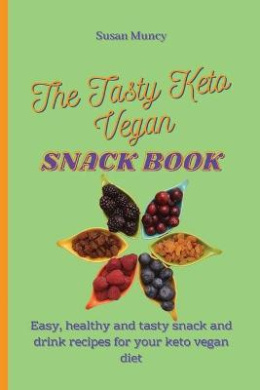 Susan Muncy
The Tasty Keto
Vegan
SNACK BOOK
Easy, healthy and tasty snack and
drink recipes for your keto vegan
diet